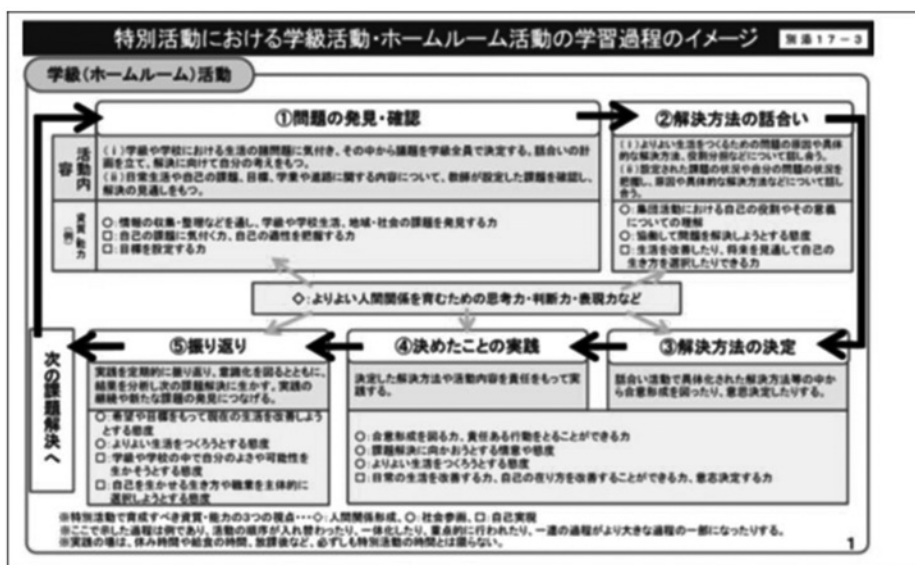 特別活動における学級活動・ホームルーム活動の学習過程のイメージ
別添17-3
学級(ホームルーム)活動
①問題の発見・確認
活動内容
(ⅰ)学級や学校における生活の諸問題に気付き、その中から議題を学級全員で決定する。話合いの計
画を立て、解決に向けて自分の考えをもつ。
(ⅱ)日常生活や自己の課題、目標、学業や進路に関する内容について、教師が設定した課題を確認し、
解決の見通しをもつ。
資質・能力(例)
○:情報の収集・整理などを通し、学級や学校生活、地域・社会の課題を発見する力
□:自己の課題に気付く力、自己の適性を把握する力
□:目標を設定する力
②解決方法の話合い
(ⅰ)よりよい生活をつくるための問題の原因や具
体的な解決方法、役割分担などについて話し合う。
(ⅱ)設定された課題の状況や自分の問題の状況を
把握し、原因や具体的な解決方法などについて話し
合う。
○:集団活動における自己の役割やその意義
についての理解
○:協働して問題を解決しようとする態度
□:生活を改善したり、将来を見通して自己の
生き方を選択したりできる力
◇:よりよい人間関係を育むための思考力・判断力・表現力など
③解決方法の決定
話合い活動で具体化された解決方法等の中か
ら合意形成を図ったり、意思決定したりする。
④決めたことの実践
決定した解決方法や活動内容を責任をもって実
践する。
○:合意形成を図る力、責任ある行動をとることができる力
○:課題解決に向かおうとする情意や態度
○:よりよい生活をつくろうとする態度
□:日常の生活を改善する力、自己の在り方を改善することができる力、意志決定する力
⑤振り返り
実践を定期的に振り返り、意識化を図るとともに、
結果を分析し次の課題解決に生かす。実践の
継続や新たな課題の発見につなげる。
○:希望や目標をもって現在の生活を改善しよう
とする態度
○:よりよい生活をつくろうとする態度
□:学級や学校の中で自分のよさや可能性を
生かそうとする態度
□:自己を生かせる生き方や職業を主体的に
選択しようとする態度
次の課題解決へ
※特別活動で育成すべき資質・能力の3つの視点・・・◇:人間関係形成、○:社会参画、□:自己実現
※ここで示した過程は例であり、活動の順序が入れ替わったり、一体化したり、重点的に行われたり、一連の過程がより大きな過程の一部になったりする。
※実践の場は、休み時間や給食の時間、放課後など、必ずしも特別活動の時間とは限らない。
1